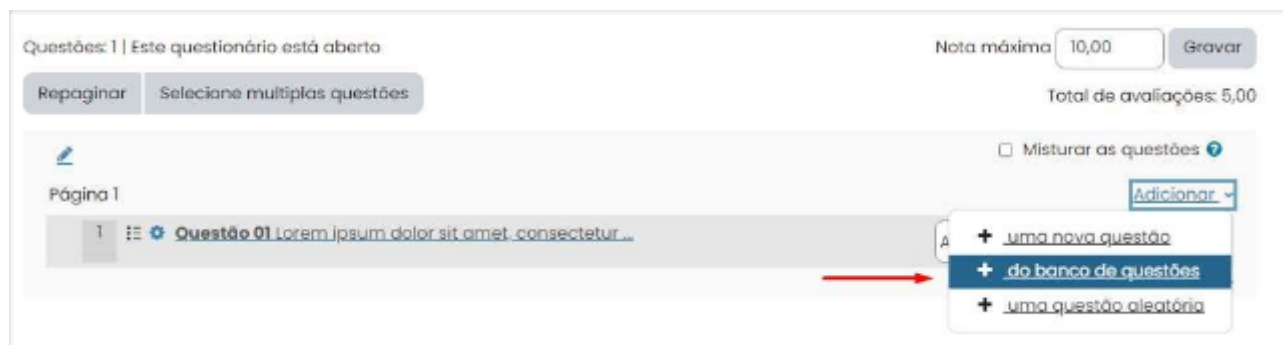 Questões: 1 | Este questionário está aberto
Nota máxima 10,00 Gravar
Repaginar Selecione multiplas questões
Total de avaliações: 5,00
Misturar as questões
Página 1
Adicionar
1 Questão 01 Lorem ipsum dolor sit amet, consectetur ...
A
+ uma nova questão
+ do banco de questões
+ uma questão aleatória